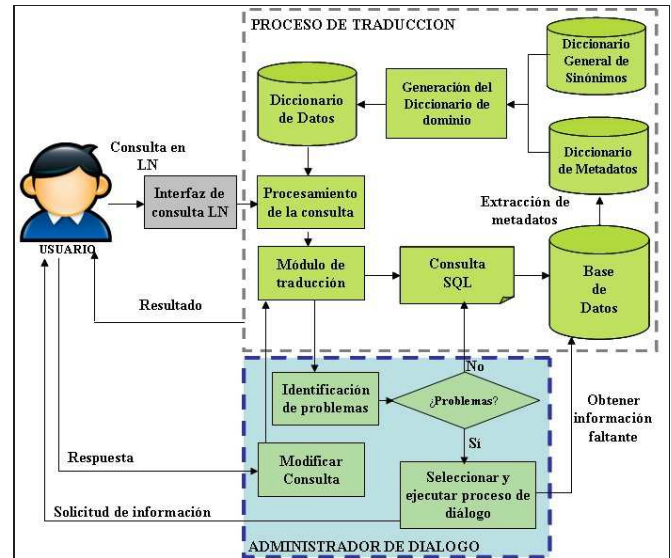 PROCESO DE TRADUCCION
Diccionario
General de
Sinónimos
Generación del
Diccionario de
dominio
Diccionario
de Datos
Diccionario
de Metadatos
Consulta en
LN
Interfaz de
consulta LN
Procesamiento
de la consulta
Extracción de
metadatos
USUARIO
Módulo de
traducción
Consulta
SQL
Base
de
Datos
Resultado
No
Identificación
de problemas
¿Problemas?
Obtener
información
faltante
Sí
Respuesta
Modificar
Consulta
Seleccionar y
ejecutar proceso de
diálogo
Solicitud de información
ADMINISTRADOR DE DIALOGO